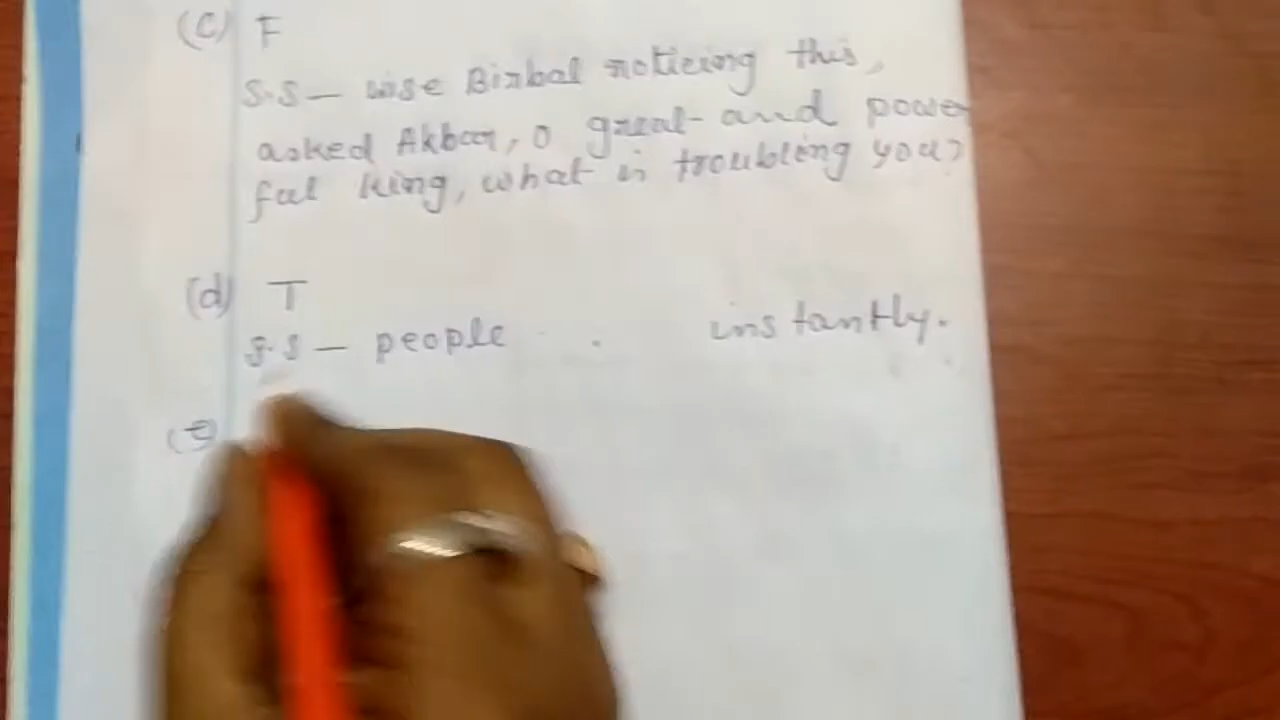 (c) F
S.S — wise Birbal noticing this,
asked Akbar, O great and power
ful king, what is troubling you?
(d) T
S.S — people . instantly.
(e)